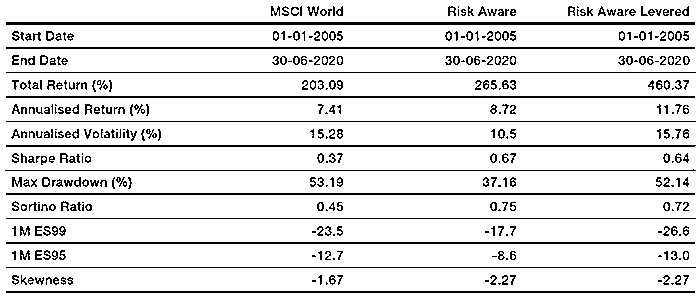 MSCI World Risk Aware Risk Aware Levered
Start Date 01-01-2005 01-01-2005 01-01-2005
End Date 30-06-2020 30-06-2020 30-06-2020
Total Return (%) 203.09 265.63 460.37
Annualised Return (%) 7.41 8.72 11.76
Annualised Volatility (%) 15.28 10.5 15.76
Sharpe Ratio 0.37 0.67 0.64
Max Drawdown (%) 53.19 37.16 52.14
Sortino Ratio 0.45 0.75 0.72
1M ES99 -23.5 -17.7 -26.6
1M ES95 -12.7 -8.6 -13.0
Skewness -1.67 -2.27 -2.27